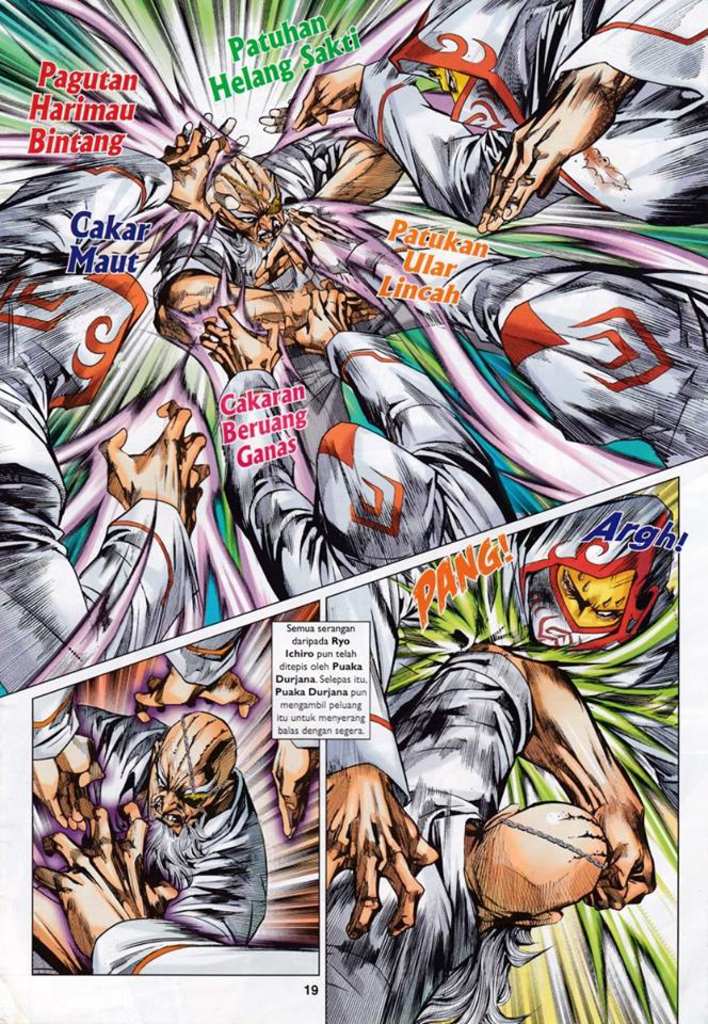 Patuhan
Helang Sakti
Pagutan
Harimau
Bintang
Cakar
Maut
Patukan
Ular
Lincah
Cakaran
Beruang
Ganas
Semua serangan
daripada Ryo
Ichiro pun telah
ditepis oleh Puaka
Durjana. Selepas itu,
Puaka Durjana pun
mengambil peluang
itu untuk menyerang
balas dengan segera.
PANG!
Argh!
19